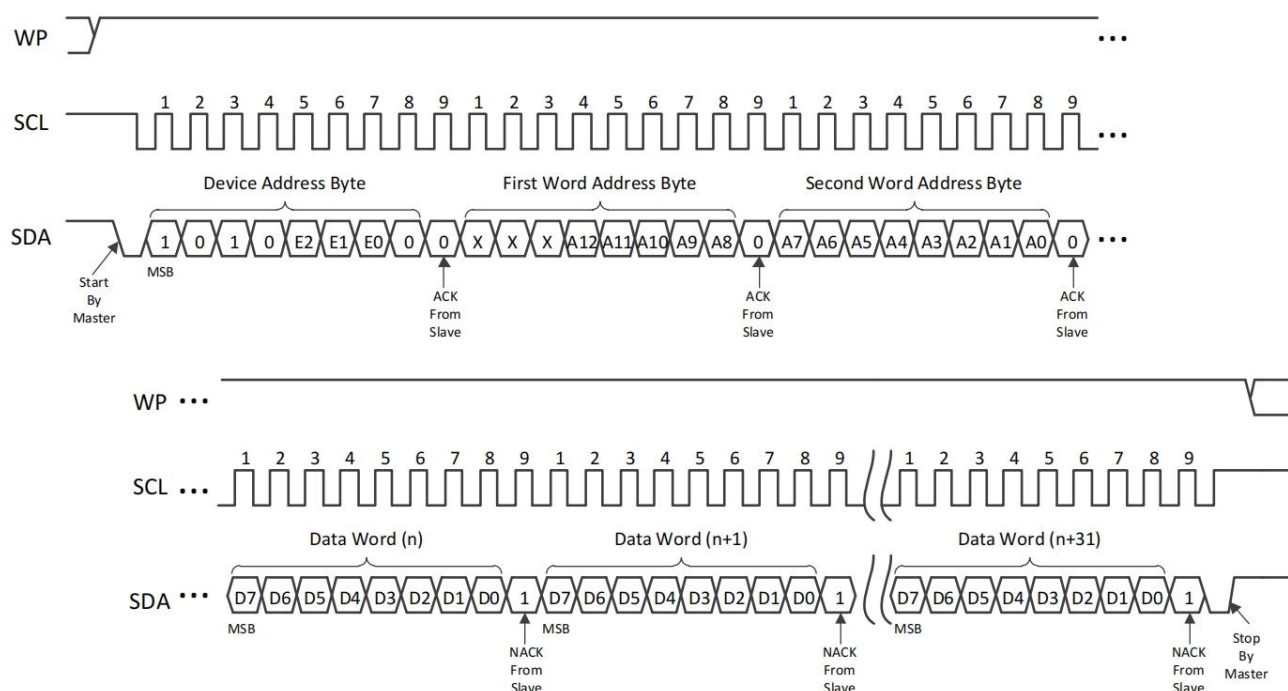 WP ...
1 2 3 4 5 6 7 8 9 1 2 3 4 5 6 7 8 9 1 2 3 4 5 6 7 8 9
SCL ...
Device Address Byte First Word Address Byte Second Word Address Byte
SDA 1 0 1 0 E2 E1 E0 0 0 X X X A12 A11 A10 A9 A8 0 A7 A6 A5 A4 A3 A2 A1 A0 0 ...
MSB
Start
By
Master
ACK
From
Slave
ACK
From
Slave
ACK
From
Slave
WP ...
1 2 3 4 5 6 7 8 9 1 2 3 4 5 6 7 8 9 1 2 3 4 5 6 7 8 9
SCL ...
Data Word (n) Data Word (n+1) Data Word (n+31)
SDA ... D7 D6 D5 D4 D3 D2 D1 D0 1 D7 D6 D5 D4 D3 D2 D1 D0 1 D7 D6 D5 D4 D3 D2 D1 D0 1
MSB MSB MSB
NACK
From
Slave
NACK
From
Slave
NACK
From
Slave
Stop
By
Master